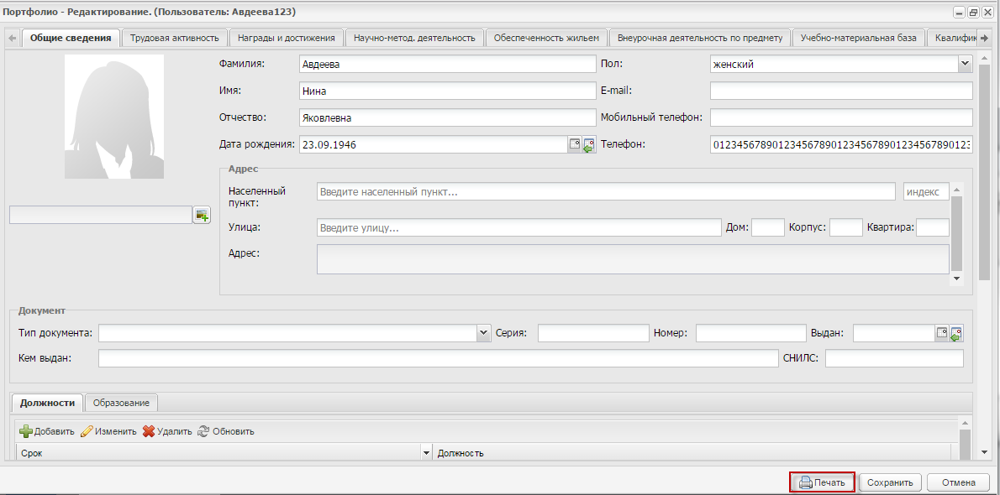 Портфолио - Редактирование. (Пользователь: Авдеева123)
Общие сведения Трудовая активность Награды и достижения Научно-метод. деятельность Обеспеченность жильем Внеурочная деятельность по предмету Учебно-материальная база Квалифик
Фамилия: Авдеева Пол: женский
Имя: Нина E-mail:
Отчество: Яковлевна Мобильный телефон:
Дата рождения: 23.09.1946 Телефон: 01234567890123456789012345678901234567890123
Адрес
Населенный пункт: Введите населенный пункт... индекс
Улица: Введите улицу... Дом: Корпус: Квартира:
Адрес:
Документ
Тип документа: Серия: Номер: Выдан:
Кем выдан: СНИЛС:
Должности Образование
Добавить Изменить Удалить Обновить
Срок Должность
Печать Сохранить Отмена